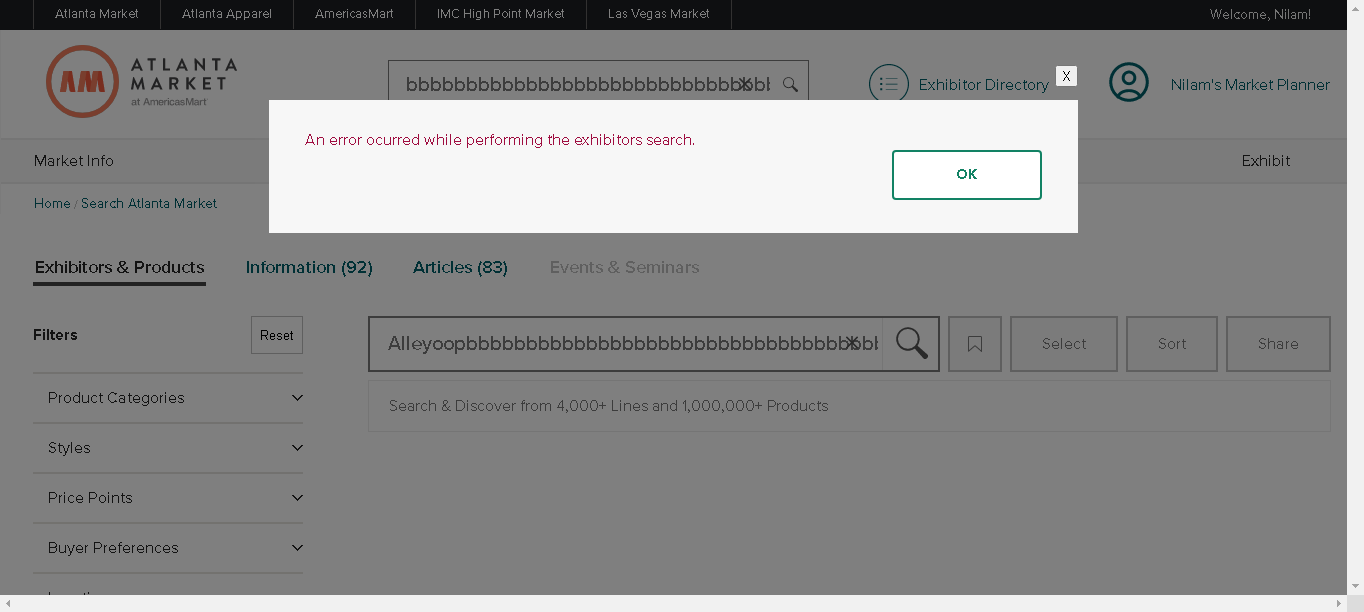 Atlanta Market Atlanta Apparel AmericasMart IMC High Point Market Las Vegas Market Welcome, Nilam!
AM ATLANTA
MARKET
at AmericasMart
Exhibitor Directory
X
Nilam's Market Planner
An error ocurred while performing the exhibitors search.
OK
Market Info
Exhibit
Home / Search Atlanta Market
Exhibitors & Products Information (92) Articles (83) Events & Seminars
Filters
Reset
Select Sort Share
Product Categories
Search & Discover from 4,000+ Lines and 1,000,000+ Products
Styles
Price Points
Buyer Preferences